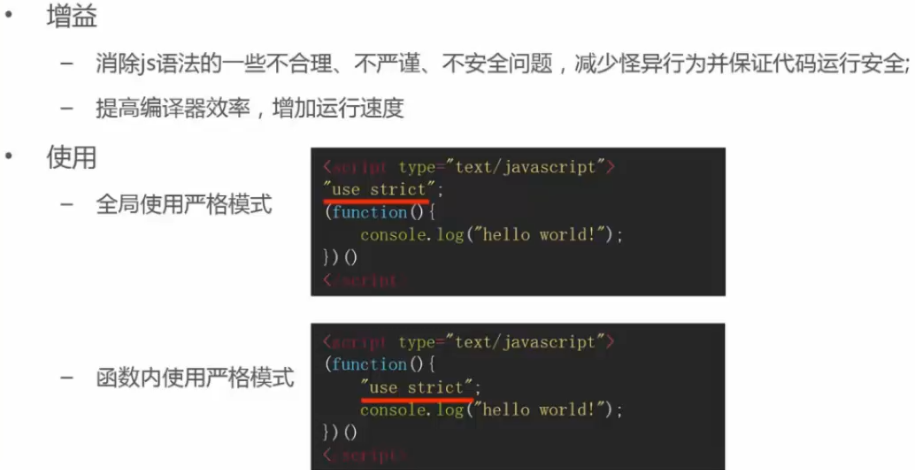 • 增益
– 消除js语法的一些不合理、不严谨、不安全问题，减少怪异行为并保证代码运行安全;
– 提高编译器效率，增加运行速度
• 使用
– 全局使用严格模式
<script type="text/javascript">
"use strict";
(function(){
console.log("hello world!");
})()
</script>
– 函数内使用严格模式
<script type="text/javascript">
(function(){
"use strict";
console.log("hello world!");
})()
</script>